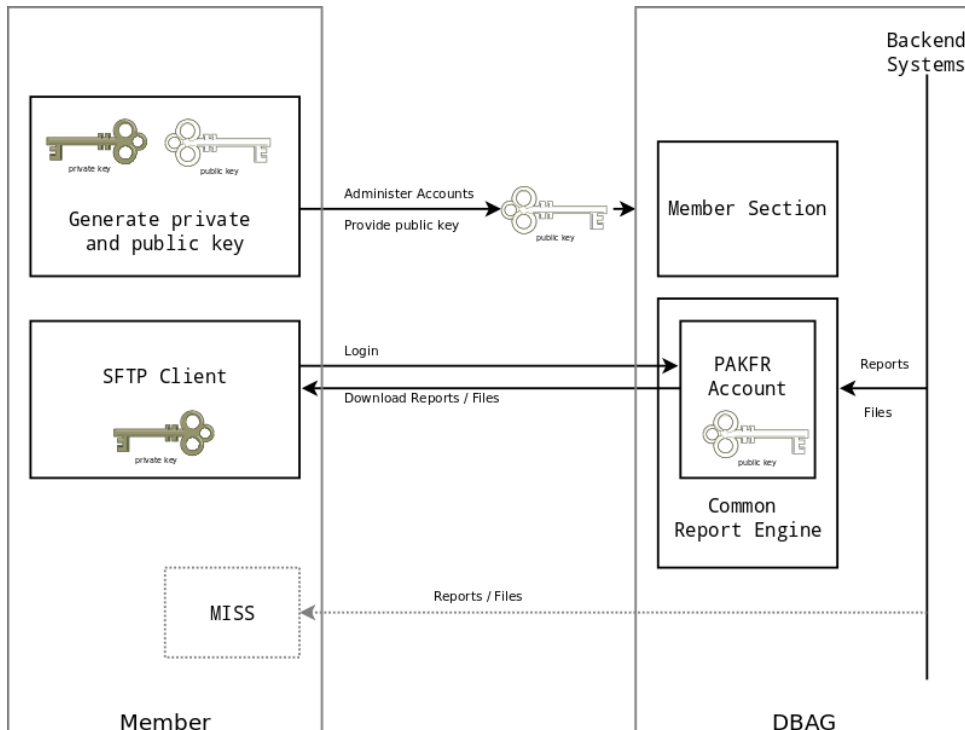 Backend
Systems
private key
public key
Generate private
and public key
Administer Accounts
Provide public key
public key
Member Section
SFTP Client
private key
Login
Download Reports / Files
PAKFR
Account
public key
Common
Report Engine
Reports
Files
MISS
Reports / Files
Member
DBAG